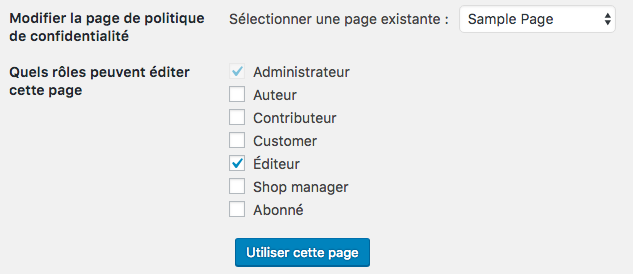 Modifier la page de politique de confidentialité
Sélectionner une page existante : Sample Page
Quels rôles peuvent éditer cette page
Administrateur
Auteur
Contributeur
Customer
Éditeur
Shop manager
Abonné
Utiliser cette page